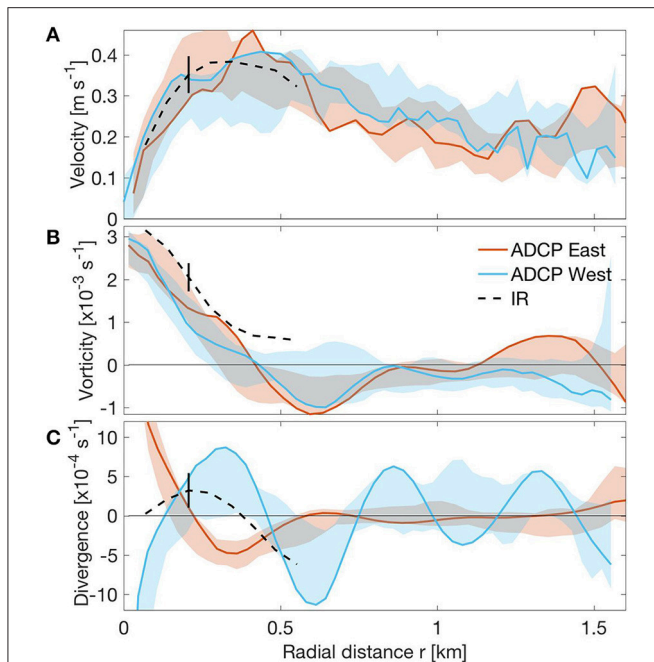 A
Velocity [m s⁻¹]
0.4
0.3
0.2
0.1
0
B
Vorticity [x10⁻³ s⁻¹]
3
2
1
0
-1
ADCP East
ADCP West
IR
C
Divergence [x10⁻⁴ s⁻¹]
10
5
0
-5
-10
0 0.5 1 1.5
Radial distance r [km]